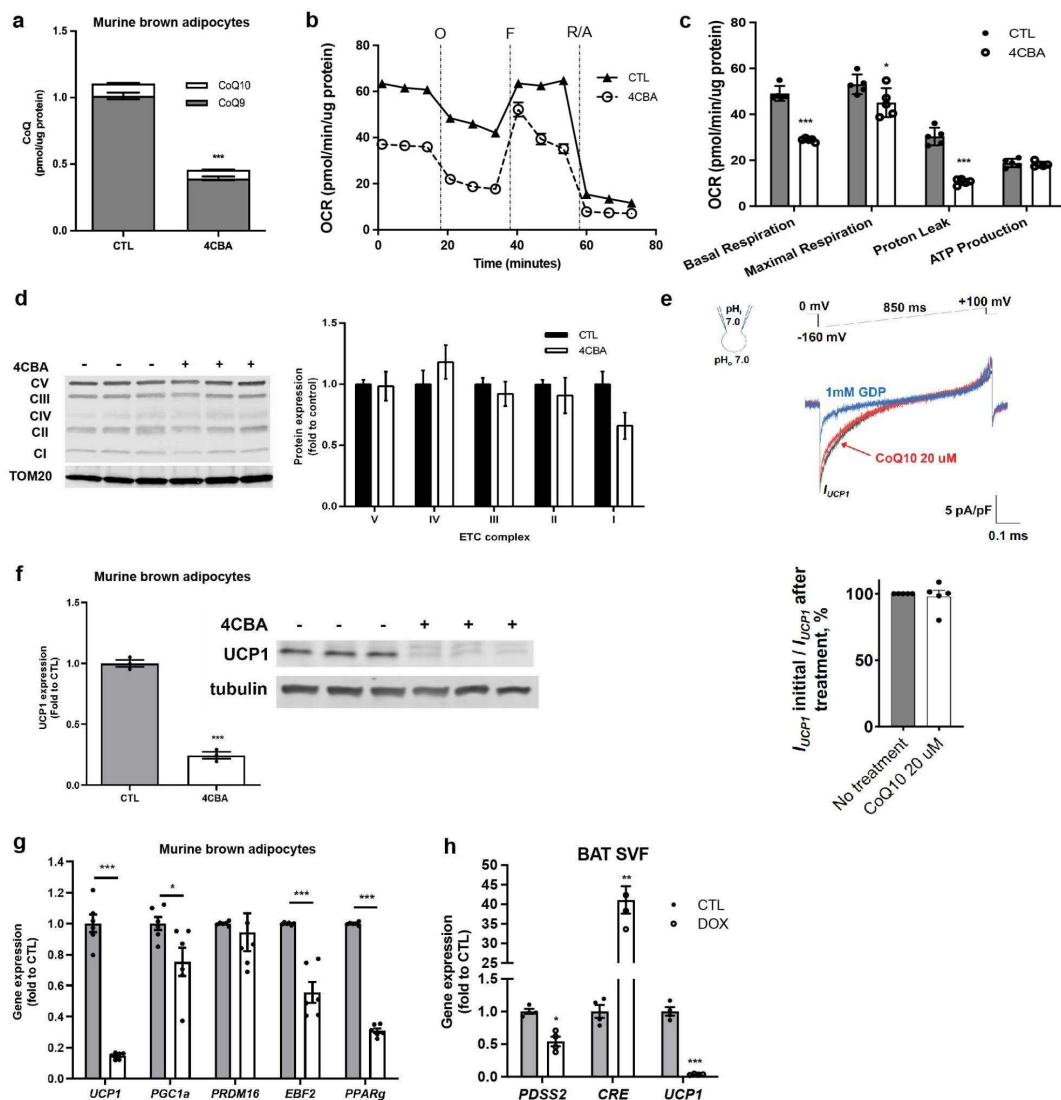 a
Murine brown adipocytes
CoQ
(pmol/ug protein)
1.5
1.0
0.5
0.0
CoQ10
CoQ9
***
CTL
4CBA
b
O
F
R/A
OCR (pmol/min/ug protein)
80
60
40
20
0
CTL
4CBA
0
20
40
60
80
Time (minutes)
c
OCR (pmol/min/ug protein)
80
60
40
20
0
CTL
4CBA
***
*
***
Basal Respiration
Maximal Respiration
Proton Leak
ATP Production
d
4CBA
- - - + + +
CV
CIII
CIV
CII
CI
TOM20
Protein expression
(fold to control)
1.5
1.0
0.5
0.0
CTL
4CBA
V
IV
III
II
I
ETC complex
e
pHi
7.0
pHo 7.0
0 mV
850 ms
+100 mV
-160 mV
1mM GDP
CoQ10 20 uM
IUCP1
5 pA/pF
0.1 ms
IUCP1 initital / IUCP1 after
treatment, %
100
50
0
No treatment
CoQ10 20 uM
f
Murine brown adipocytes
UCP1 expression
(Fold to CTL)
1.5
1.0
0.5
0.0
***
CTL
4CBA
4CBA
- - - + + +
UCP1
tubulin
g
Murine brown adipocytes
Gene expression
(fold to CTL)
1.4
1.2
1.0
0.8
0.6
0.4
0.2
0.0
***
*
***
***
UCP1
PGC1a
PRDM16
EBF2
PPARg
h
BAT SVF
Gene expression
(fold to CTL)
50
45
40
35
30
25
1.0
0.5
0.0
*
**
***
CTL
DOX
PDSS2
CRE
UCP1